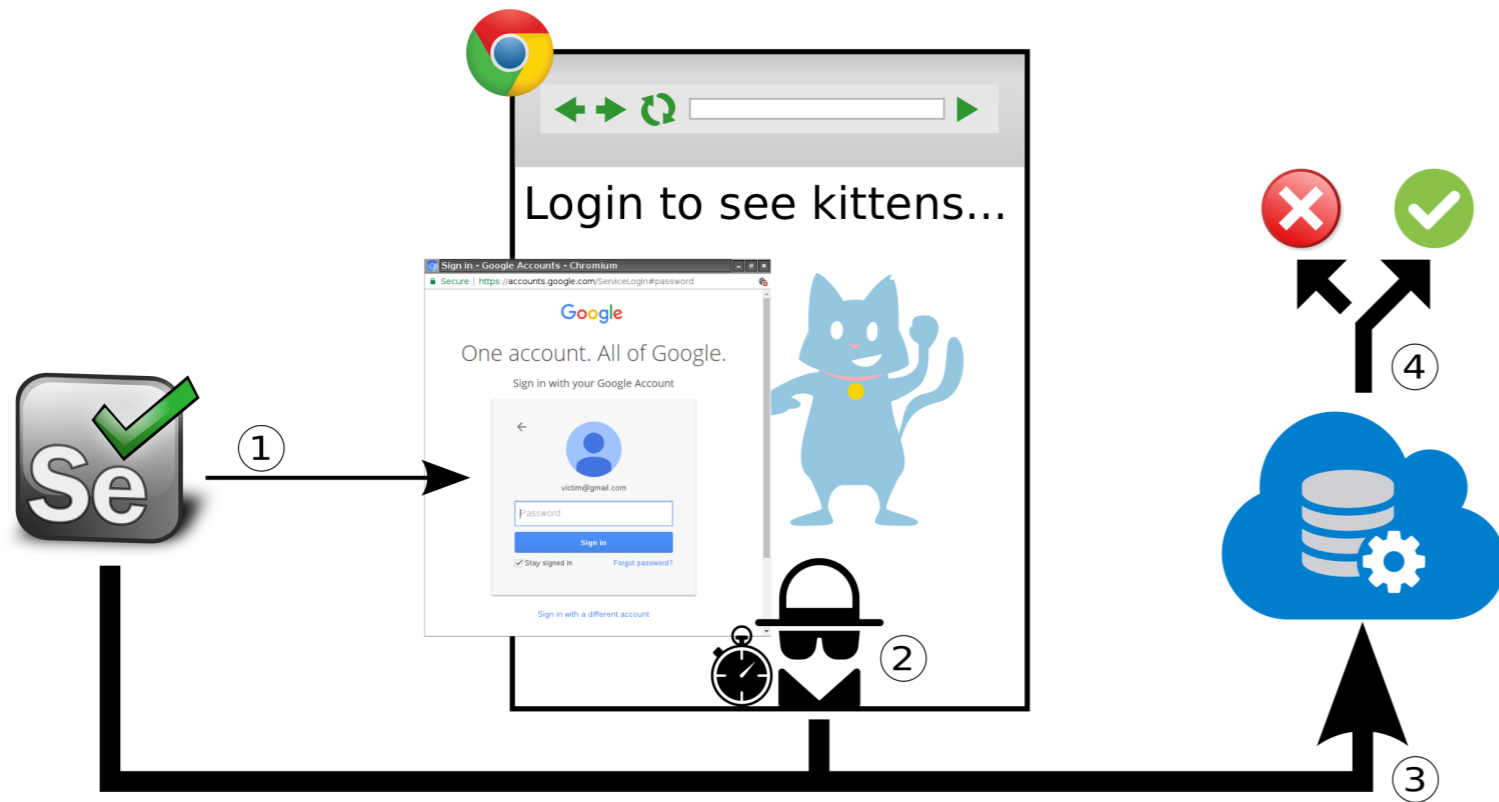 Login to see kittens...
Sign in - Google Accounts - Chromium
Secure | https://accounts.google.com/ServiceLogin#password
Google
One account. All of Google.
Sign in with your Google Account
victim@gmail.com
Password
Sign in
Stay signed in Forgot password?
Sign in with a different account
Se
1
2
3
4